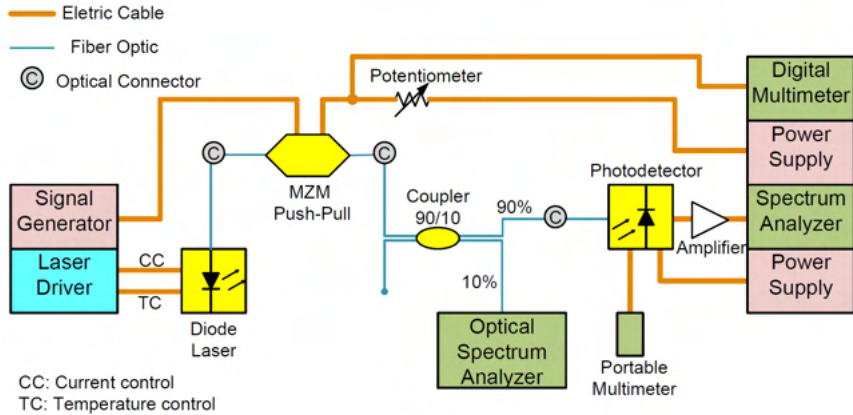 Eletric Cable
Fiber Optic
C Optical Connector
Potentiometer
Digital
Multimeter
Power
Supply
C
C
MZM
Push-Pull
Photodetector
Coupler
90/10
90%
C
Signal
Generator
Spectrum
Analyzer
Amplifier
Laser
Driver
CC
TC
Diode
Laser
10%
Power
Supply
Optical
Spectrum
Analyzer
Portable
Multimeter
CC: Current control
TC: Temperature control